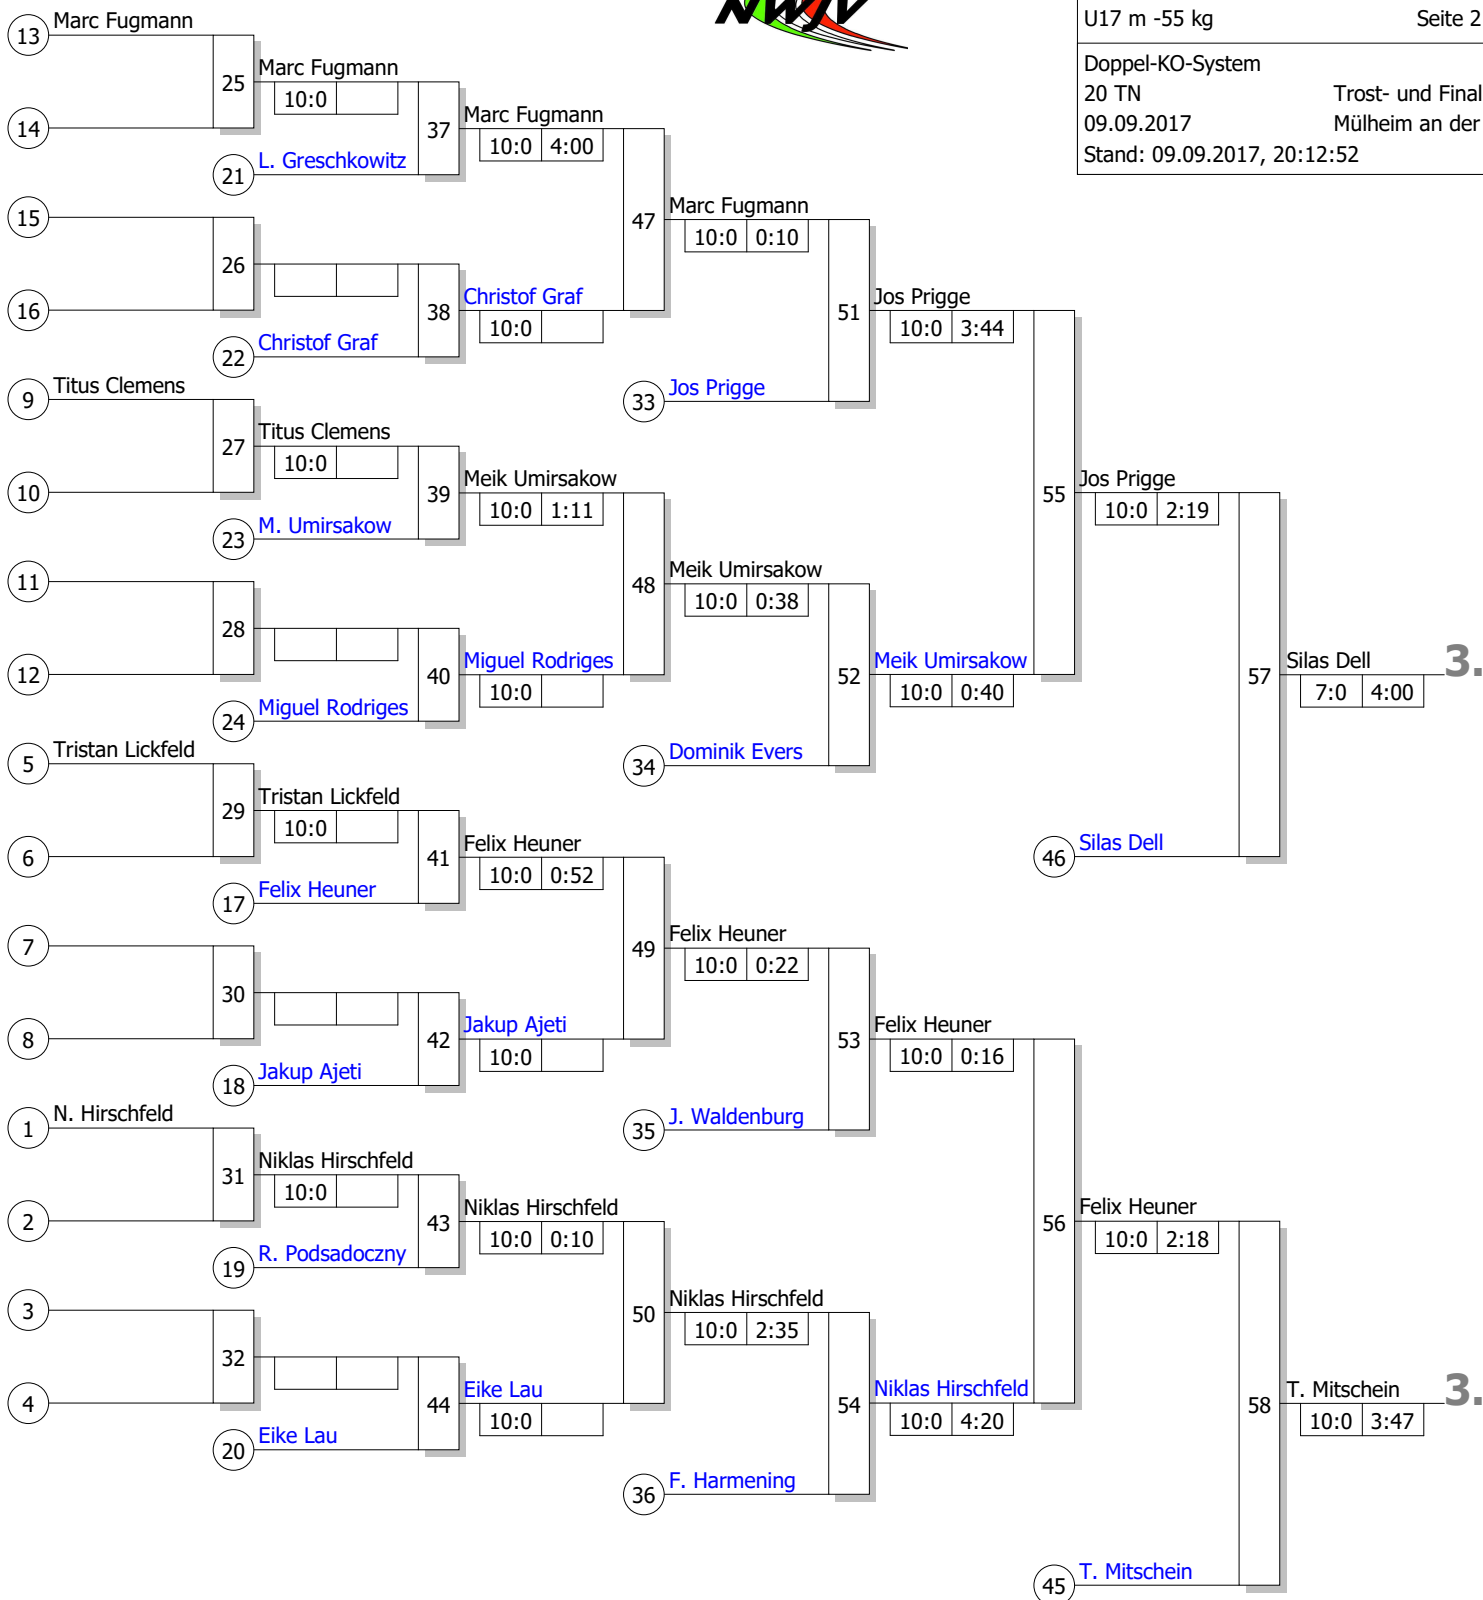 NWJV
U17 m -55 kg Seite 2
Doppel-KO-System
20 TN Trost- und Final
09.09.2017 Mülheim an der
Stand: 09.09.2017, 20:12:52
13 Marc Fugmann
14
25
Marc Fugmann
10:0
21 L. Greschkowitz
37
Marc Fugmann
10:0 4:00
15
16
26
22 Christof Graf
38
Christof Graf
10:0
47
Marc Fugmann
10:0 0:10
33 Jos Prigge
51
Jos Prigge
10:0 3:44
9 Titus Clemens
10
27
Titus Clemens
10:0
23 M. Umirsakow
39
Meik Umirsakow
10:0 1:11
11
12
28
24 Miguel Rodriges
40
Miguel Rodriges
10:0
48
Meik Umirsakow
10:0 0:38
34 Dominik Evers
52
Meik Umirsakow
10:0 0:40
55
Jos Prigge
10:0 2:19
46 Silas Dell
57
Silas Dell
7:0 4:00
3.
5 Tristan Lickfeld
6
29
Tristan Lickfeld
10:0
17 Felix Heuner
41
Felix Heuner
10:0 0:52
7
8
30
18 Jakup Ajeti
42
Jakup Ajeti
10:0
49
Felix Heuner
10:0 0:22
35 J. Waldenburg
53
Felix Heuner
10:0 0:16
1 N. Hirschfeld
2
31
Niklas Hirschfeld
10:0
19 R. Podsadoczny
43
Niklas Hirschfeld
10:0 0:10
3
4
32
20 Eike Lau
44
Eike Lau
10:0
50
Niklas Hirschfeld
10:0 2:35
36 F. Harmening
54
Niklas Hirschfeld
10:0 4:20
56
Felix Heuner
10:0 2:18
45 T. Mitschein
58
T. Mitschein
10:0 3:47
3.